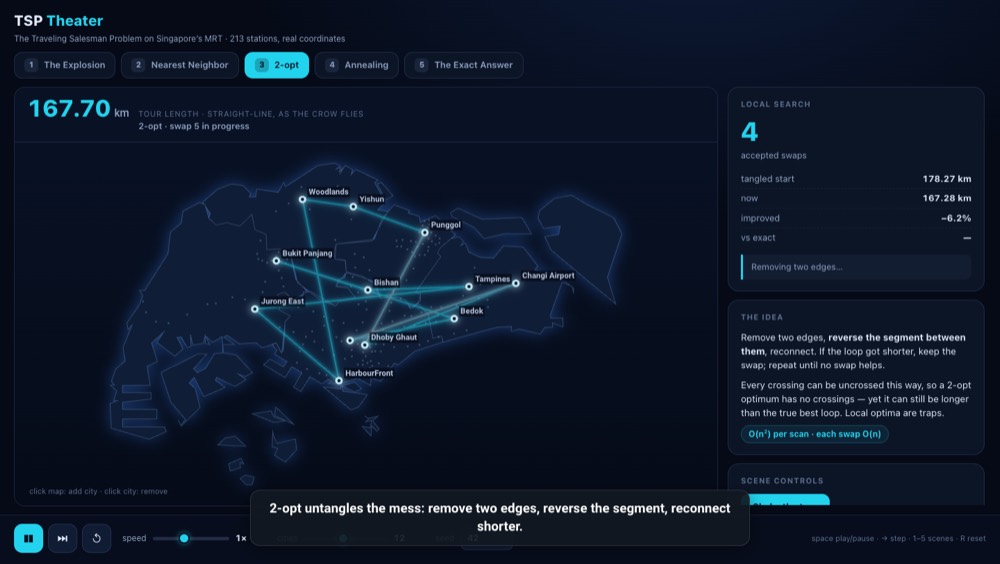 TSP Theater
The Traveling Salesman Problem on Singapore's MRT · 213 stations, real coordinates
1 The Explosion
2 Nearest Neighbor
3 2-opt
4 Annealing
5 The Exact Answer
167.70 km TOUR LENGTH · STRAIGHT-LINE, AS THE CROW FLIES
2-opt · swap 5 in progress
Woodlands
Yishun
Punggol
Bukit Panjang
Bishan
Tampines
Changi Airport
Jurong East
Bedok
Dhoby Ghaut
HarbourFront
click map: add city · click city: remove
LOCAL SEARCH
4
accepted swaps
tangled start 178.27 km
now 167.28 km
improved −6.2%
vs exact —
Removing two edges...
THE IDEA
Remove two edges, reverse the segment between
them, reconnect. If the loop got shorter, keep the
swap; repeat until no swap helps.
Every crossing can be uncrossed this way, so a 2-opt
optimum has no crossings — yet it can still be longer
than the true best loop. Local optima are traps.
O(n²) per scan · each swap O(n)
SCENE CONTROLS
2-opt untangles the mess: remove two edges, reverse the segment, reconnect
shorter.
speed 1×
12
42
space play/pause · → step · 1–5 scenes · R reset